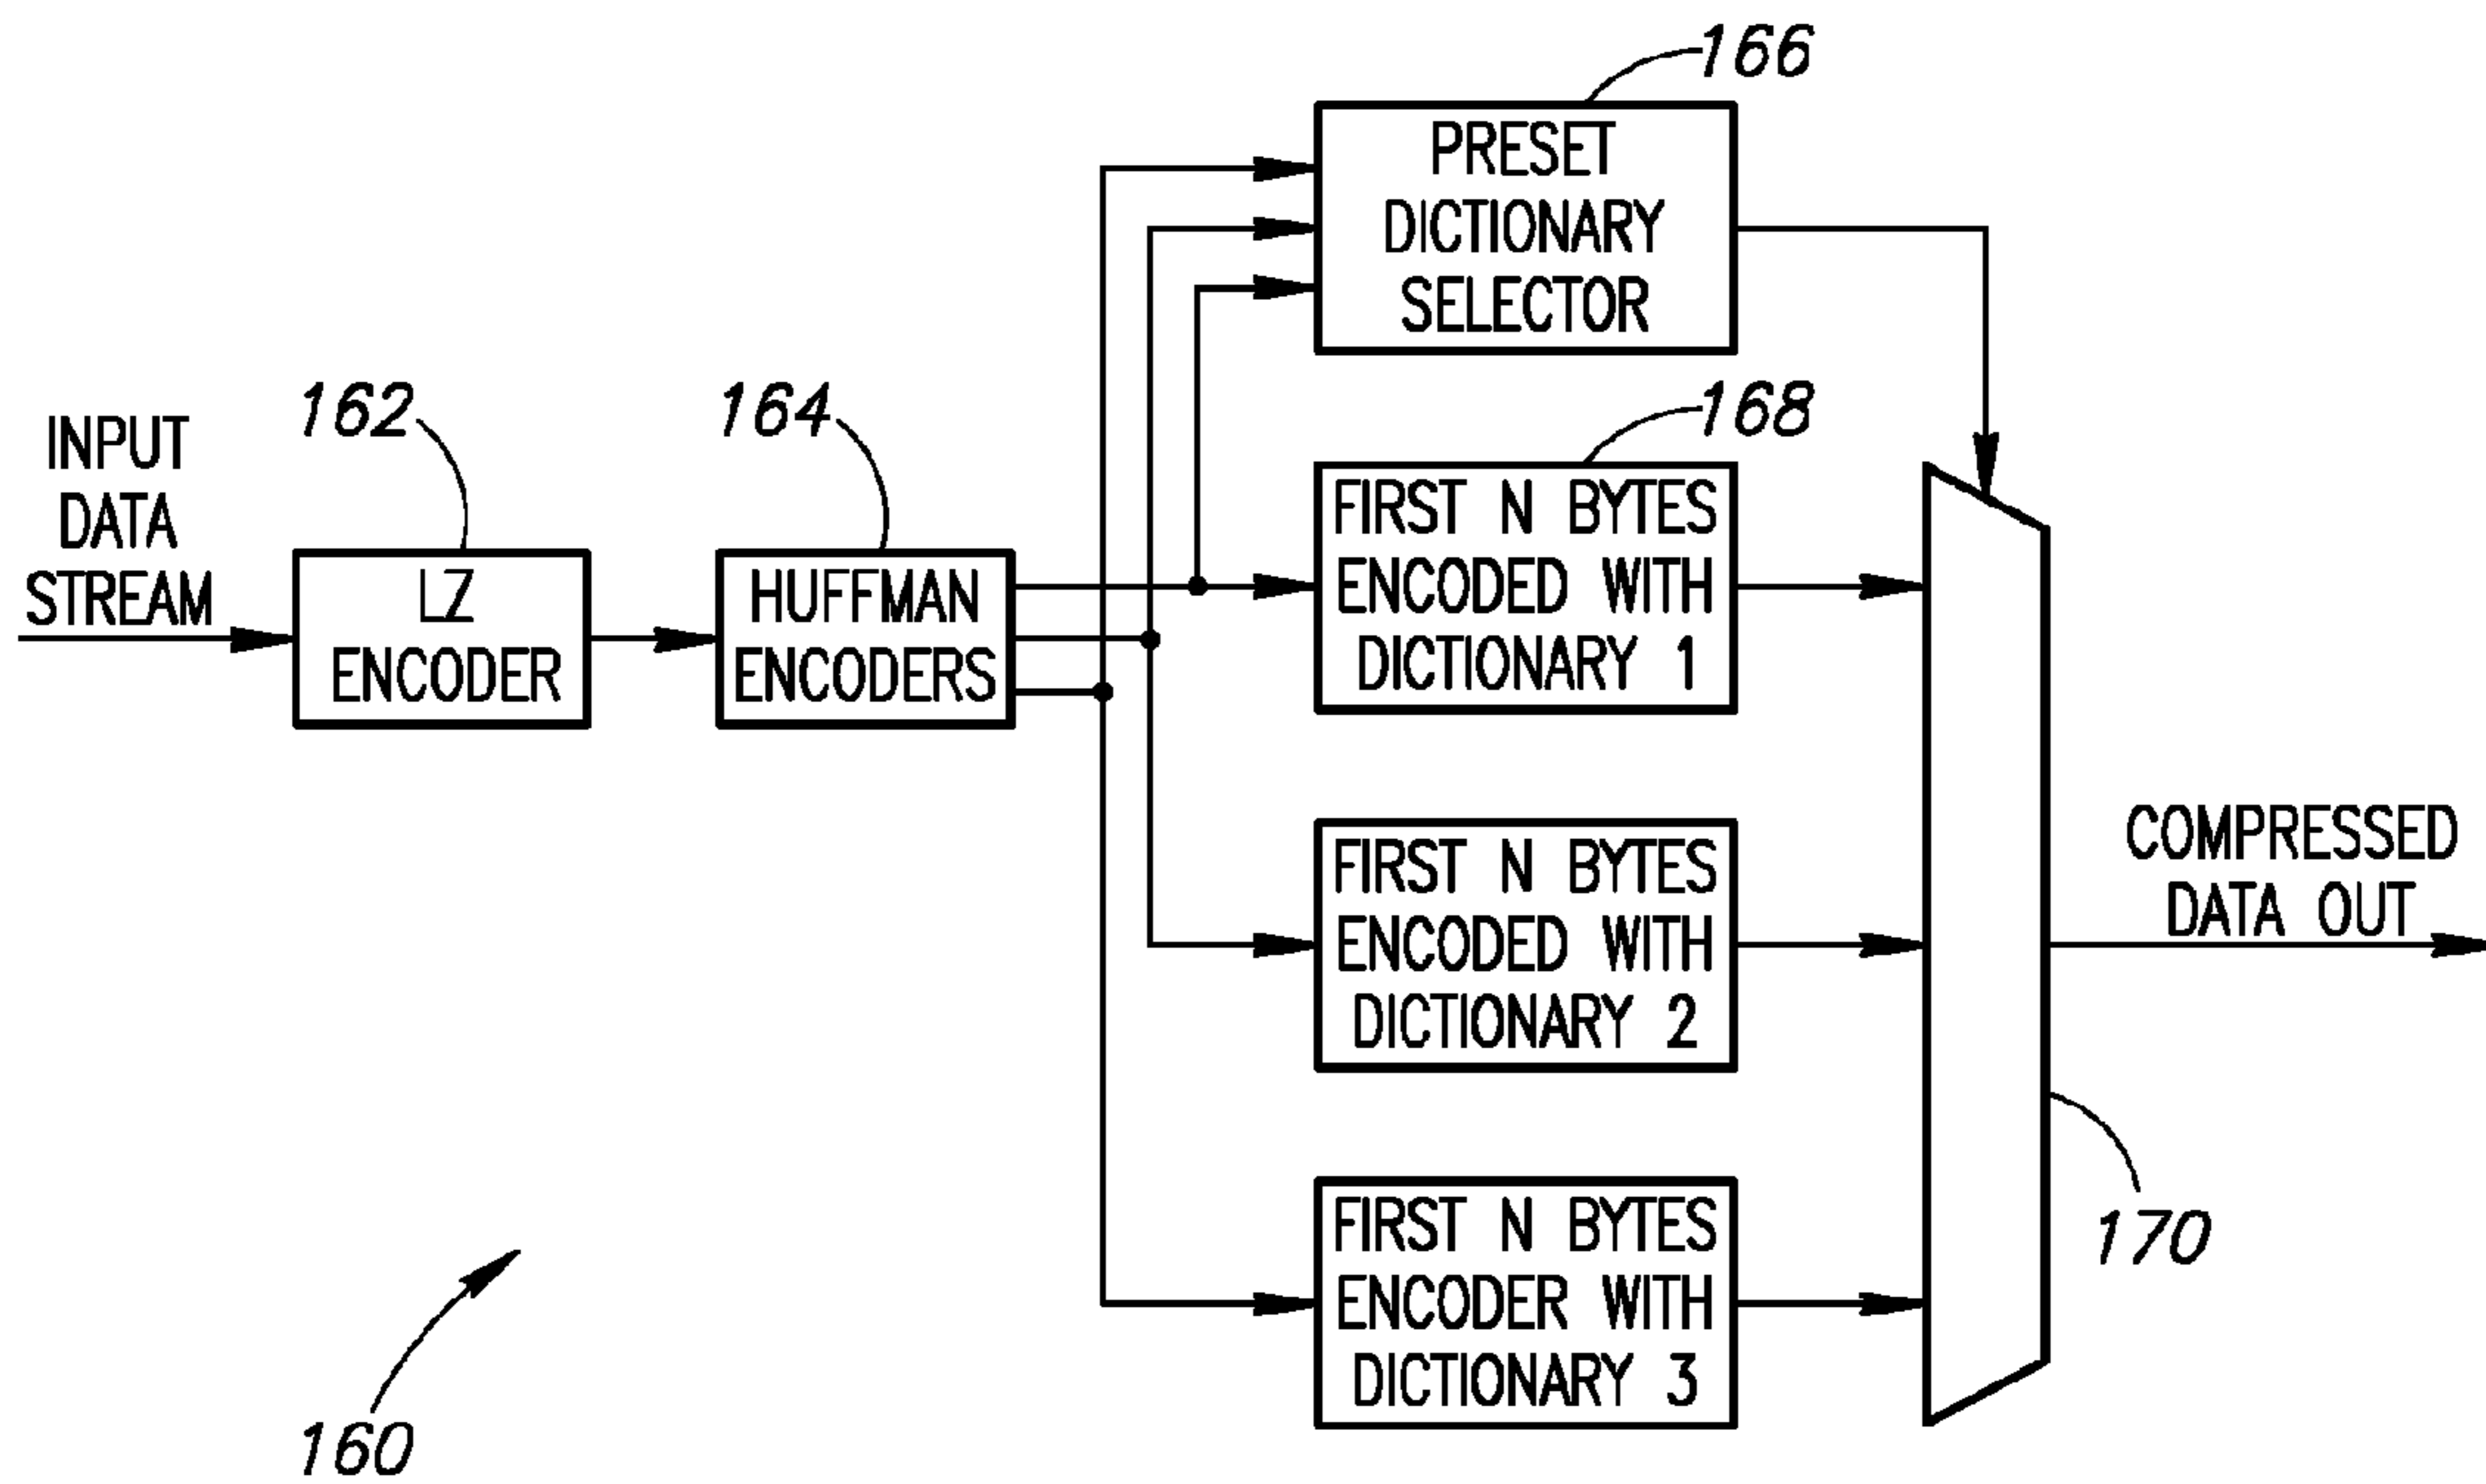 166
PRESET
DICTIONARY
SELECTOR
162
164
168
INPUT
DATA
STREAM
LZ
ENCODER
HUFFMAN
ENCODERS
FIRST N BYTES
ENCODED WITH
DICTIONARY 1
FIRST N BYTES
ENCODED WITH
DICTIONARY 2
COMPRESSED
DATA OUT
FIRST N BYTES
ENCODER WITH
DICTIONARY 3
170
160